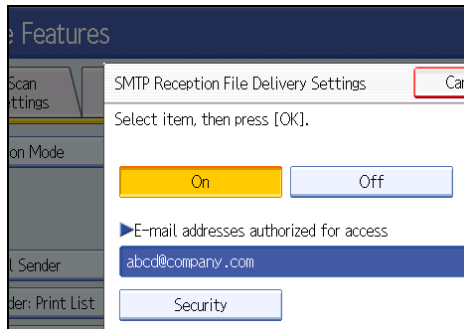 Features
Scan
ttings
SMTP Reception File Delivery Settings
Select item, then press [OK].
on Mode
On Off
►E-mail addresses authorized for access
l Sender
abcd@company.com
der: Print List
Security